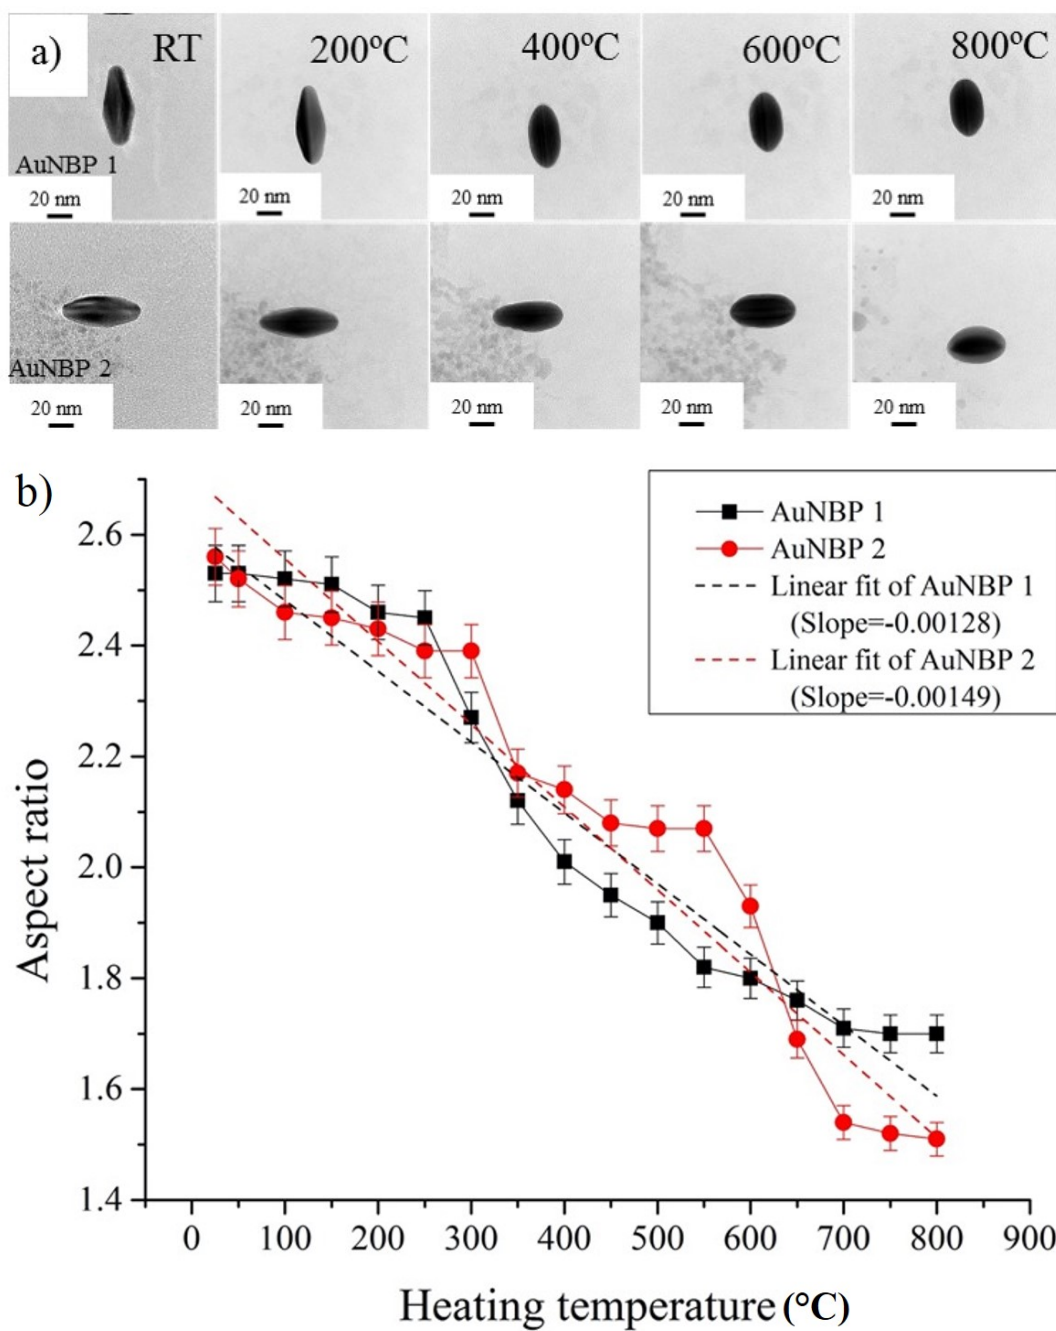 a)
RT
200ºC
400ºC
600ºC
800ºC
AuNBP 1
20 nm
20 nm
20 nm
20 nm
20 nm
AuNBP 2
20 nm
20 nm
20 nm
20 nm
20 nm
b)
AuNBP 1
AuNBP 2
Linear fit of AuNBP 1
(Slope=-0.00128)
Linear fit of AuNBP 2
(Slope=-0.00149)
Aspect ratio
2.6
2.4
2.2
2.0
1.8
1.6
1.4
0 100 200 300 400 500 600 700 800 900
Heating temperature (°C)